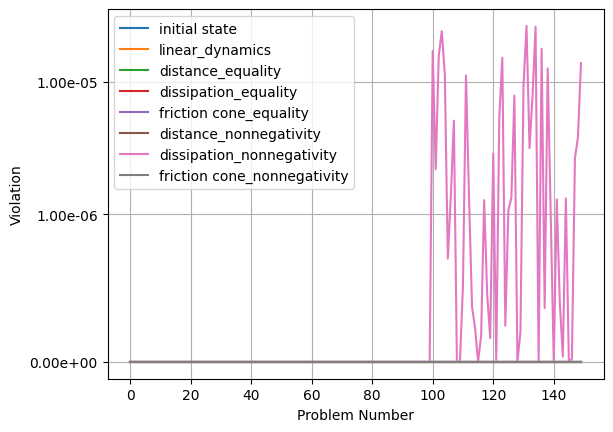 initial state
linear_dynamics
distance_equality
dissipation_equality
friction cone_equality
distance_nonnegativity
dissipation_nonnegativity
friction cone_nonnegativity
1.00e-05
1.00e-06
0.00e+00
Violation
0 20 40 60 80 100 120 140
Problem Number